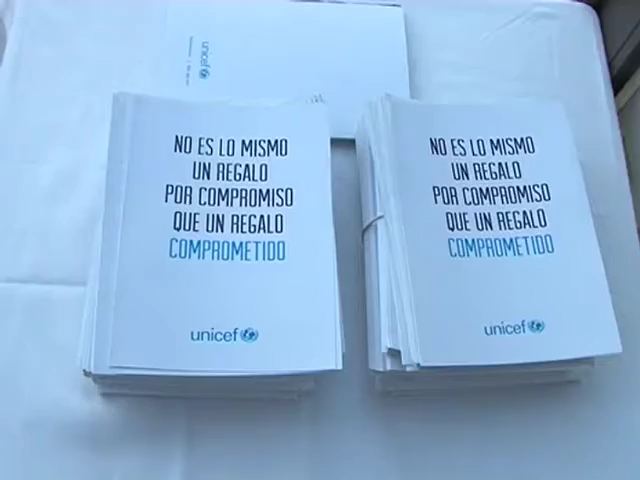 unicef
NO ES LO MISMO
UN REGALO
POR COMPROMISO
QUE UN REGALO
COMPROMETIDO
unicef
NO ES LO MISMO
UN REGALO
POR COMPROMISO
QUE UN REGALO
COMPROMETIDO
unicef